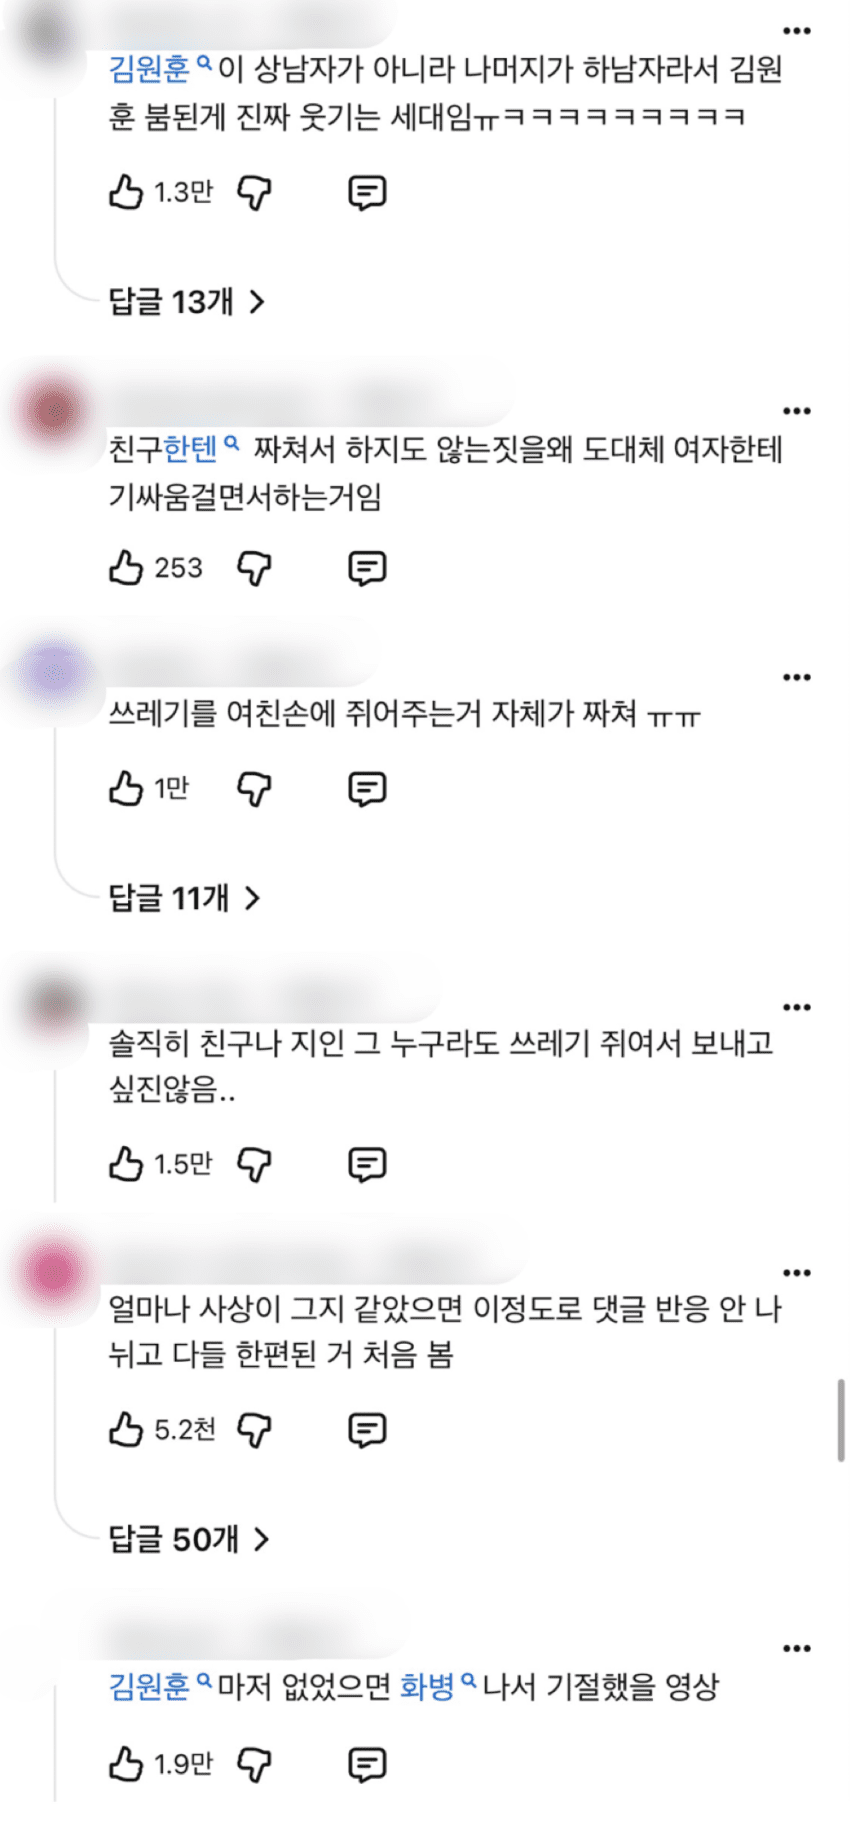 김원훈이 상남자가 아니라 나머지가 하남자라서 김원
훈 붐된게 진짜 웃기는 세대임ㅠㅋㅋㅋㅋㅋㅋㅋㅋㅋ
1.3만
답글 13개
친구한텐 짜쳐서 하지도 않는짓을왜 도대체 여자한테
기싸움걸면서하는거임
253
쓰레기를 여친손에 쥐어주는거 자체가 짜쳐 ㅠㅠ
1만
답글 11개
솔직히 친구나 지인 그 누구라도 쓰레기 쥐여서 보내고
싶진않음..
1.5만
얼마나 사상이 그지 같았으면 이정도로 댓글 반응 안 나
뉘고 다들 한편된 거 처음 봄
5.2천
답글 50개
김원훈마저 없었으면 화병나서 기절했을 영상
1.9만